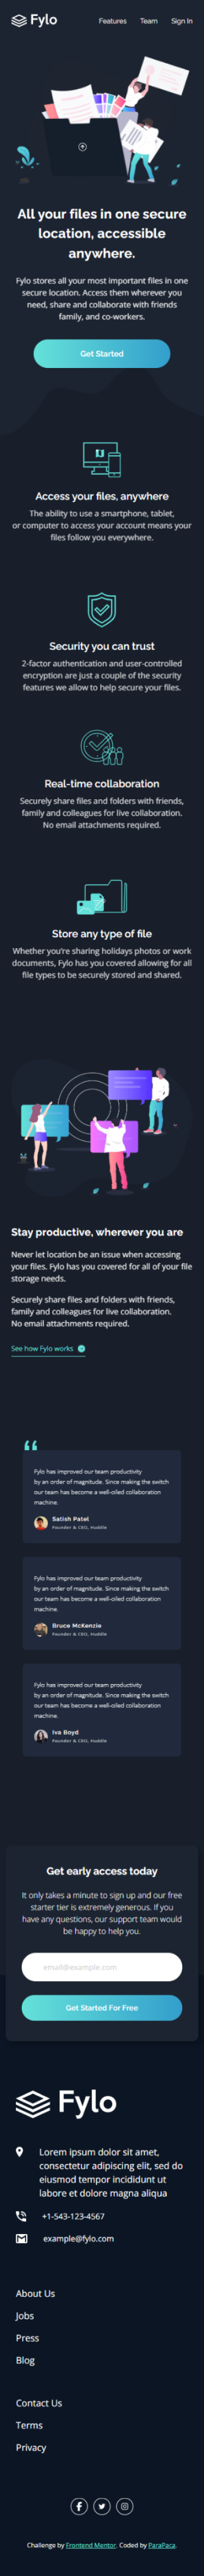 Fylo
Features Team Sign In
All your files in one secure
location, accessible
anywhere.
Fylo stores all your most important files in one
secure location. Access them wherever you
need, share and collaborate with friends
family, and co-workers.
Get Started
Access your files, anywhere
The ability to use a smartphone, tablet,
or computer to access your account means your
files follow you everywhere.
Security you can trust
2-factor authentication and user-controlled
encryption are just a couple of the security
features we allow to help secure your files.
Real-time collaboration
Securely share files and folders with friends,
family and colleagues for live collaboration.
No email attachments required.
Store any type of file
Whether you're sharing holidays photos or work
documents, Fylo has you covered allowing for all
file types to be securely stored and shared.
Stay productive, wherever you are
Never let location be an issue when accessing
your files. Fylo has you covered for all of your file
storage needs.
Securely share files and folders with friends,
family and colleagues for live collaboration.
No email attachments required.
See how Fylo works
Fylo has improved our team productivity
by an order of magnitude. Since making the switch
our team has become a well-oiled collaboration
machine.
Satish Patel
Founder & CEO, Huddle
Fylo has improved our team productivity
by an order of magnitude. Since making the switch
our team has become a well-oiled collaboration
machine.
Bruce McKenzie
Founder & CEO, Huddle
Fylo has improved our team productivity
by an order of magnitude. Since making the switch
our team has become a well-oiled collaboration
machine.
Iva Boyd
Founder & CEO, Huddle
Get early access today
It only takes a minute to sign up and our free
starter tier is extremely generous. If you
have any questions, our support team would
be happy to help you.
email@example.com
Get Started For Free
Fylo
Lorem ipsum dolor sit amet,
consectetur adipiscing elit, sed do
eiusmod tempor incididunt ut
labore et dolore magna aliqua
+1-543-123-4567
example@fylo.com
About Us
Jobs
Press
Blog
Contact Us
Terms
Privacy
Challenge by Frontend Mentor. Coded by ParaPaca.